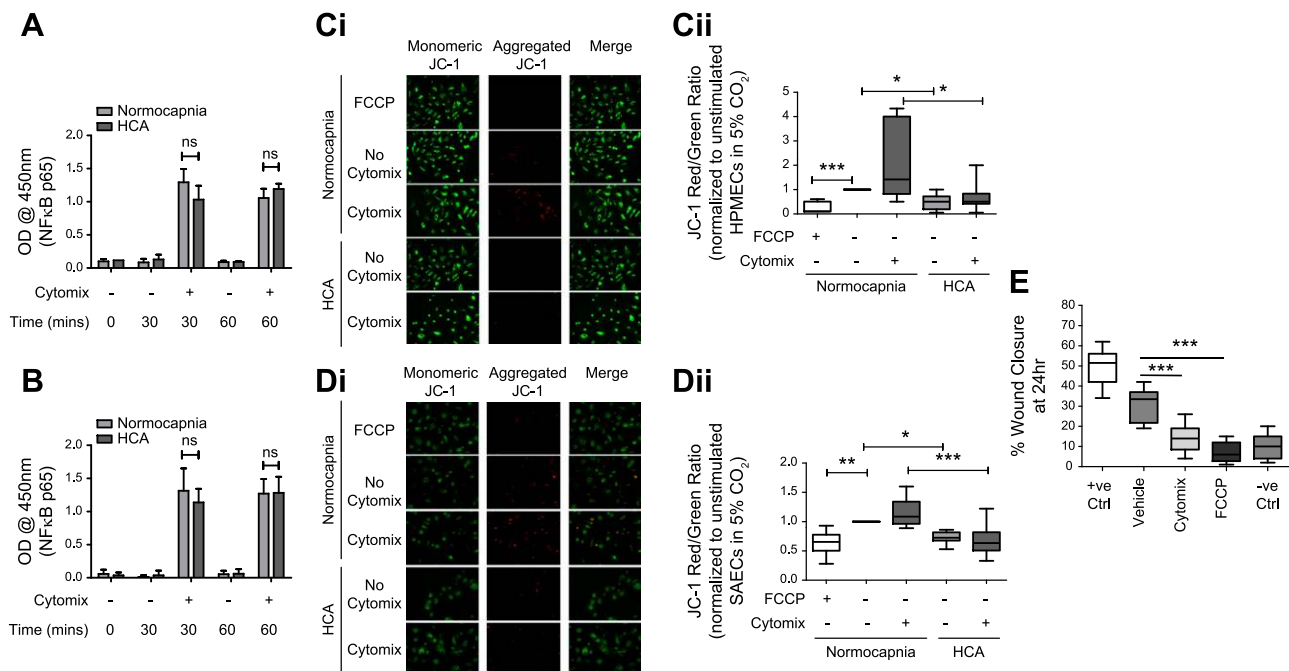 A
Normocapnia
HCA
OD @ 450nm
(NFκB p65)
2.0
1.5
1.0
0.5
0.0
ns
ns
Cytomix - - + - +
Time (mins) 0 30 30 60 60
B
Normocapnia
HCA
OD @ 450nm
(NFκB p65)
2.0
1.5
1.0
0.5
0.0
ns
ns
Cytomix - - + - +
Time (mins) 0 30 30 60 60
Ci
Monomeric JC-1
Aggregated JC-1
Merge
Normocapnia
FCCP
No Cytomix
Cytomix
HCA
No Cytomix
Cytomix
Di
Monomeric JC-1
Aggregated JC-1
Merge
Normocapnia
FCCP
No Cytomix
Cytomix
HCA
No Cytomix
Cytomix
Cii
JC-1 Red/Green Ratio
(normalized to unstimulated
HPMECs in 5% CO₂)
6
4
2
1
0
***
*
*
FCCP + - - - -
Cytomix - - + - +
Normocapnia HCA
Dii
JC-1 Red/Green Ratio
(normalized to unstimulated
SAECs in 5% CO₂)
2.0
1.5
1.0
0.5
0.0
**
*
***
FCCP + - - - -
Cytomix - - + - +
Normocapnia HCA
E
% Wound Closure
at 24hr
80
70
60
50
40
30
20
10
0
***
***
+ve Ctrl
Vehicle
Cytomix
FCCP
-ve Ctrl